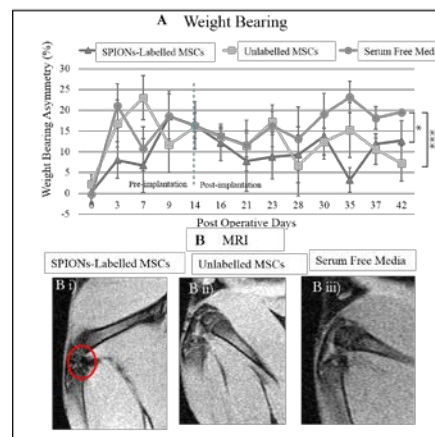 A Weight Bearing
SPIONs-Labelled MSCs Unlabelled MSCs Serum Free Media
Weight Bearing Asymmetry (%)
30
25
20
15
10
5
0
-5
Pre-implantation Post-implantation
* ***
0 3 7 9 14 16 21 23 28 30 35 37 42
Post Operative Days
B MRI
SPIONs-Labelled MSCs Unlabelled MSCs Serum Free Media
B i) B ii) B iii)